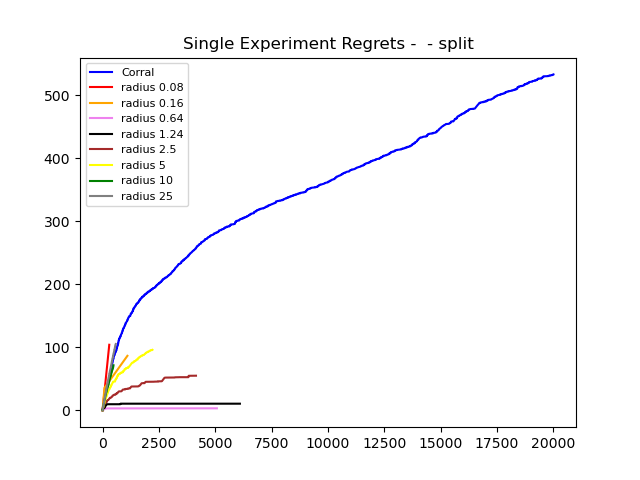 Single Experiment Regrets -  - split
Corral
radius 0.08
radius 0.16
radius 0.64
radius 1.24
radius 2.5
radius 5
radius 10
radius 25
500
400
300
200
100
0
0 2500 5000 7500 10000 12500 15000 17500 20000